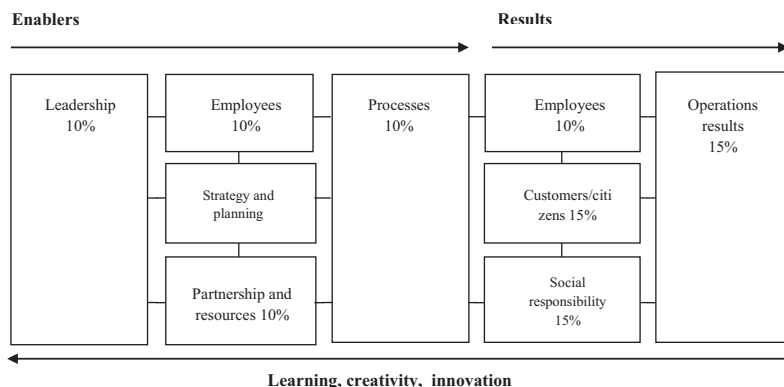 Enablers
Results
Leadership
10%
Employees
10%
Strategy and
planning
Partnership and
resources 10%
Processes
10%
Employees
10%
Customers/citi
zens 15%
Social
responsibility
15%
Operations
results
15%
Learning, creativity, innovation